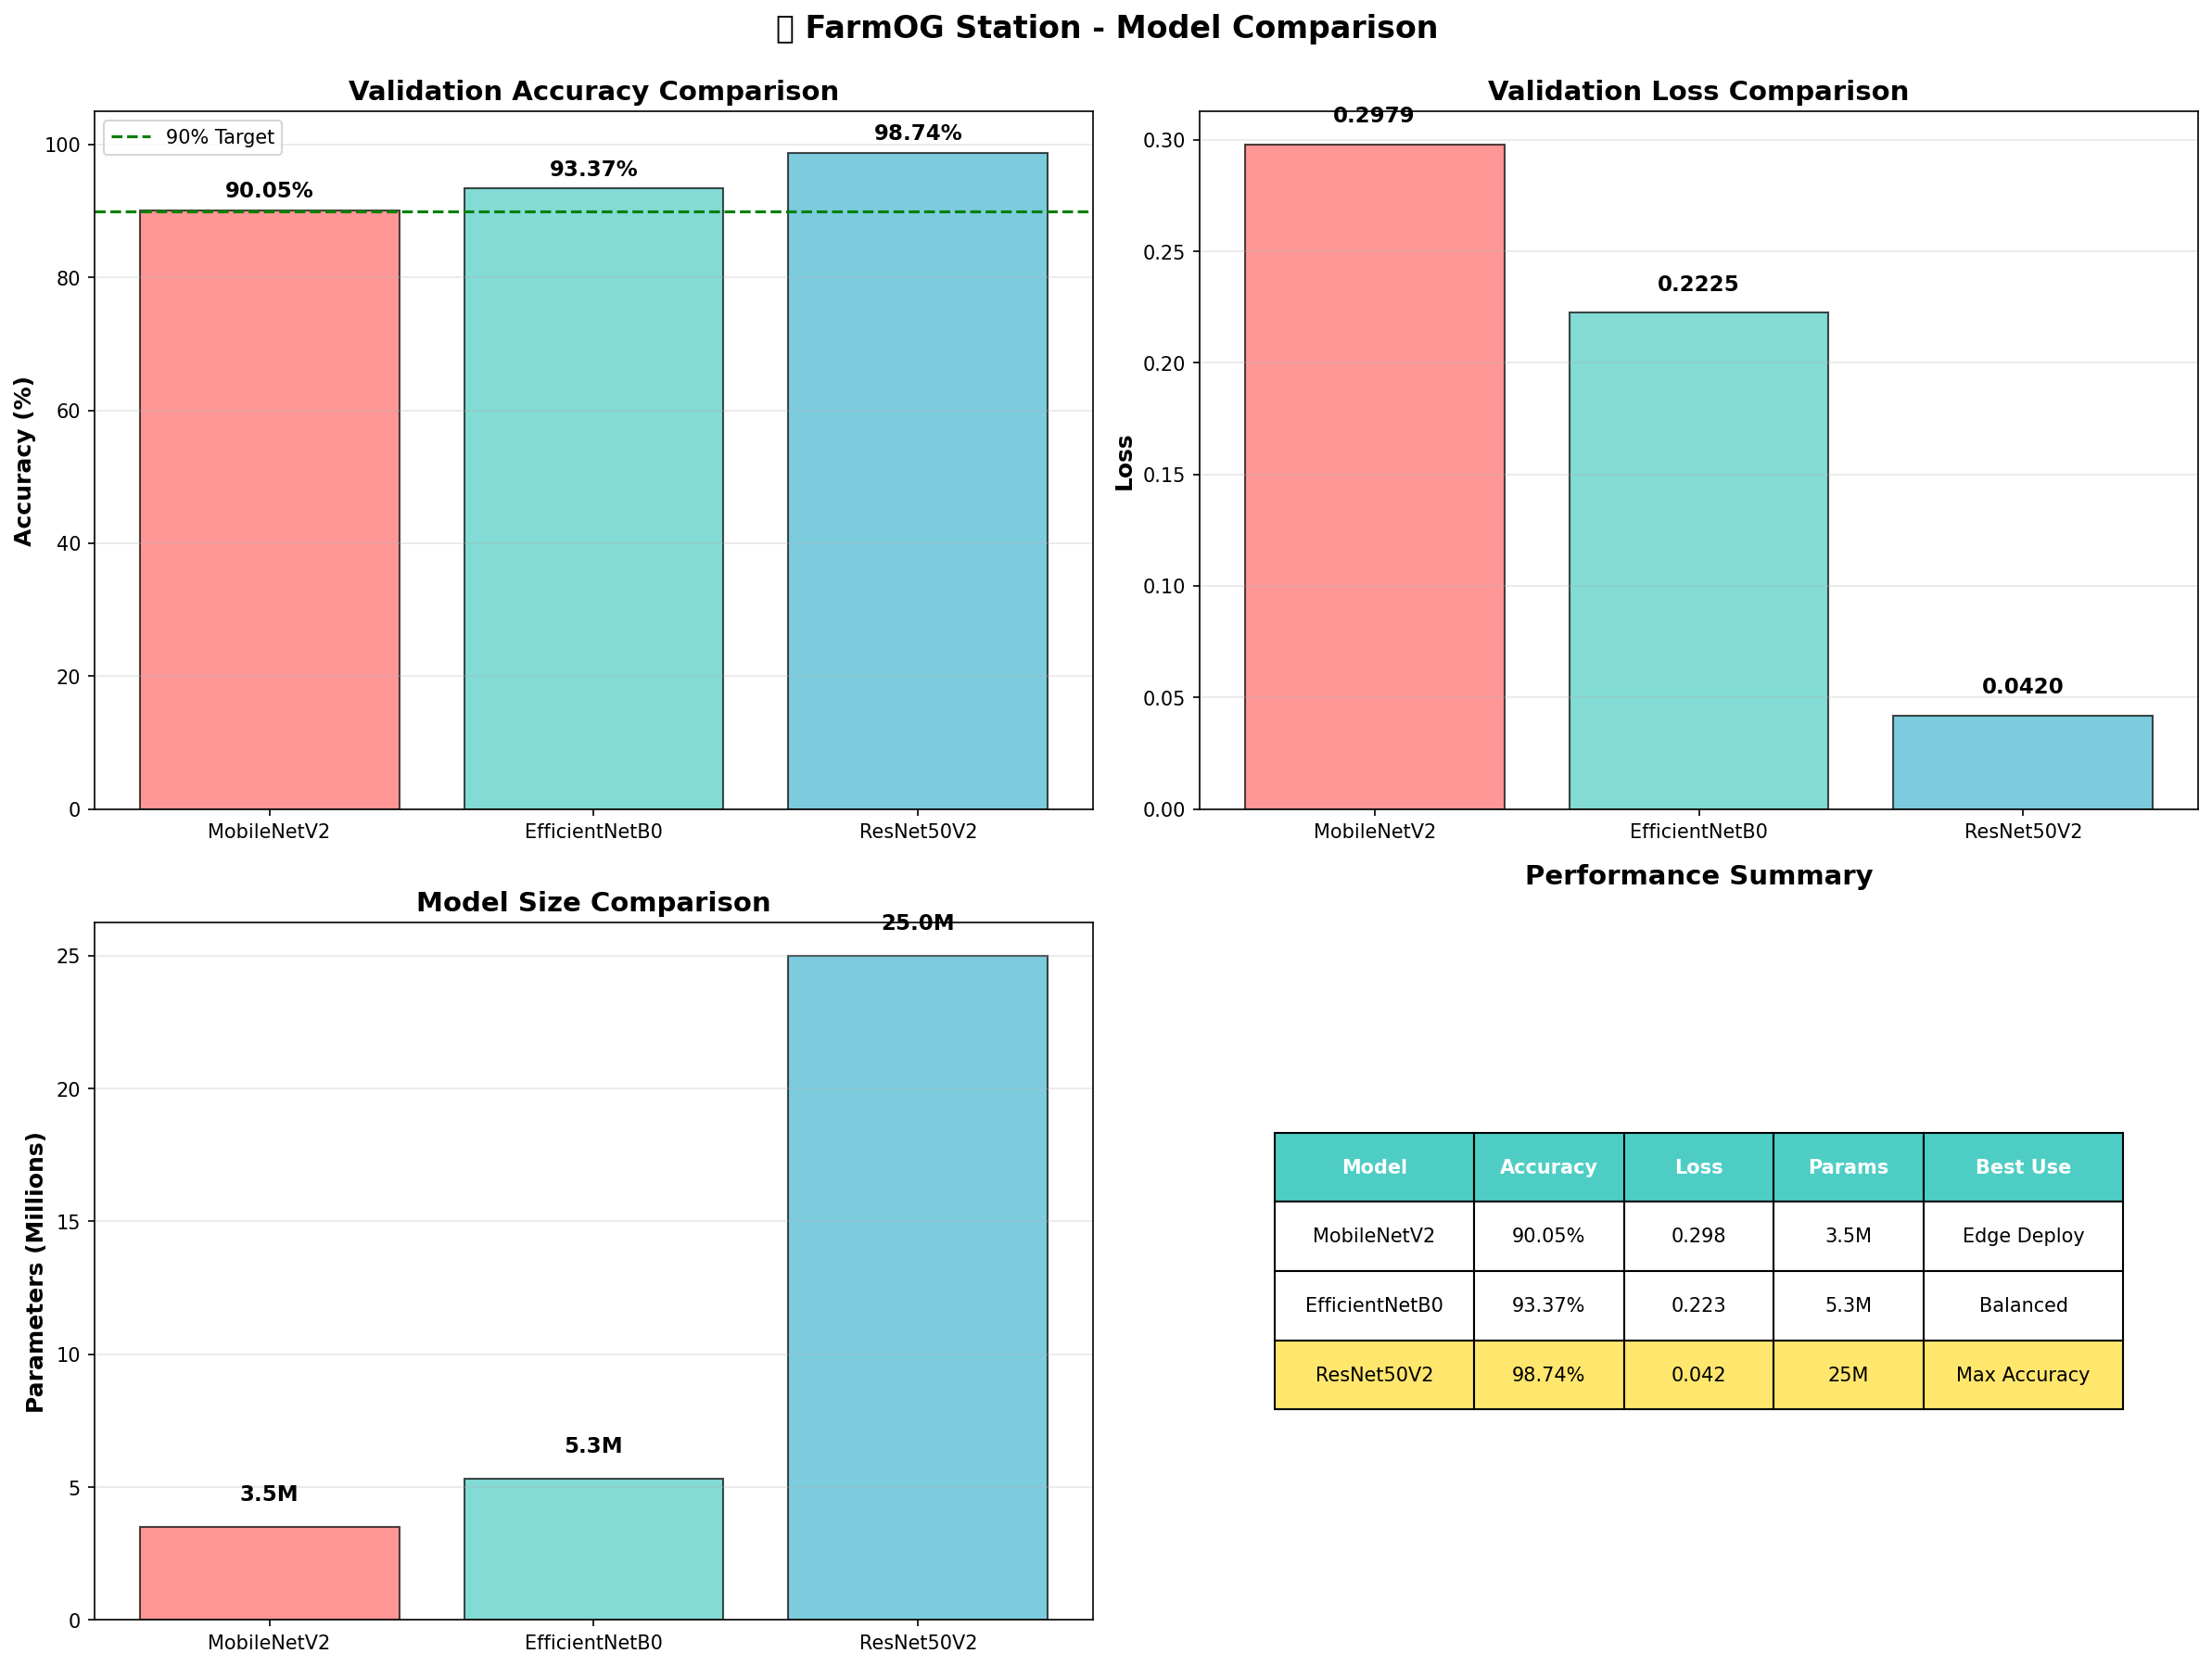 FarmOG Station - Model Comparison
Validation Accuracy Comparison
90% Target
90.05%
93.37%
98.74%
100
80
60
40
20
0
Accuracy (%)
MobileNetV2 EfficientNetB0 ResNet50V2
Validation Loss Comparison
0.2979
0.2225
0.0420
0.30
0.25
0.20
0.15
0.10
0.05
0.00
Loss
MobileNetV2 EfficientNetB0 ResNet50V2
Model Size Comparison
25.0M
5.3M
3.5M
25
20
15
10
5
0
Parameters (Millions)
MobileNetV2 EfficientNetB0 ResNet50V2
Performance Summary
Model Accuracy Loss Params Best Use
MobileNetV2 90.05% 0.298 3.5M Edge Deploy
EfficientNetB0 93.37% 0.223 5.3M Balanced
ResNet50V2 98.74% 0.042 25M Max Accuracy